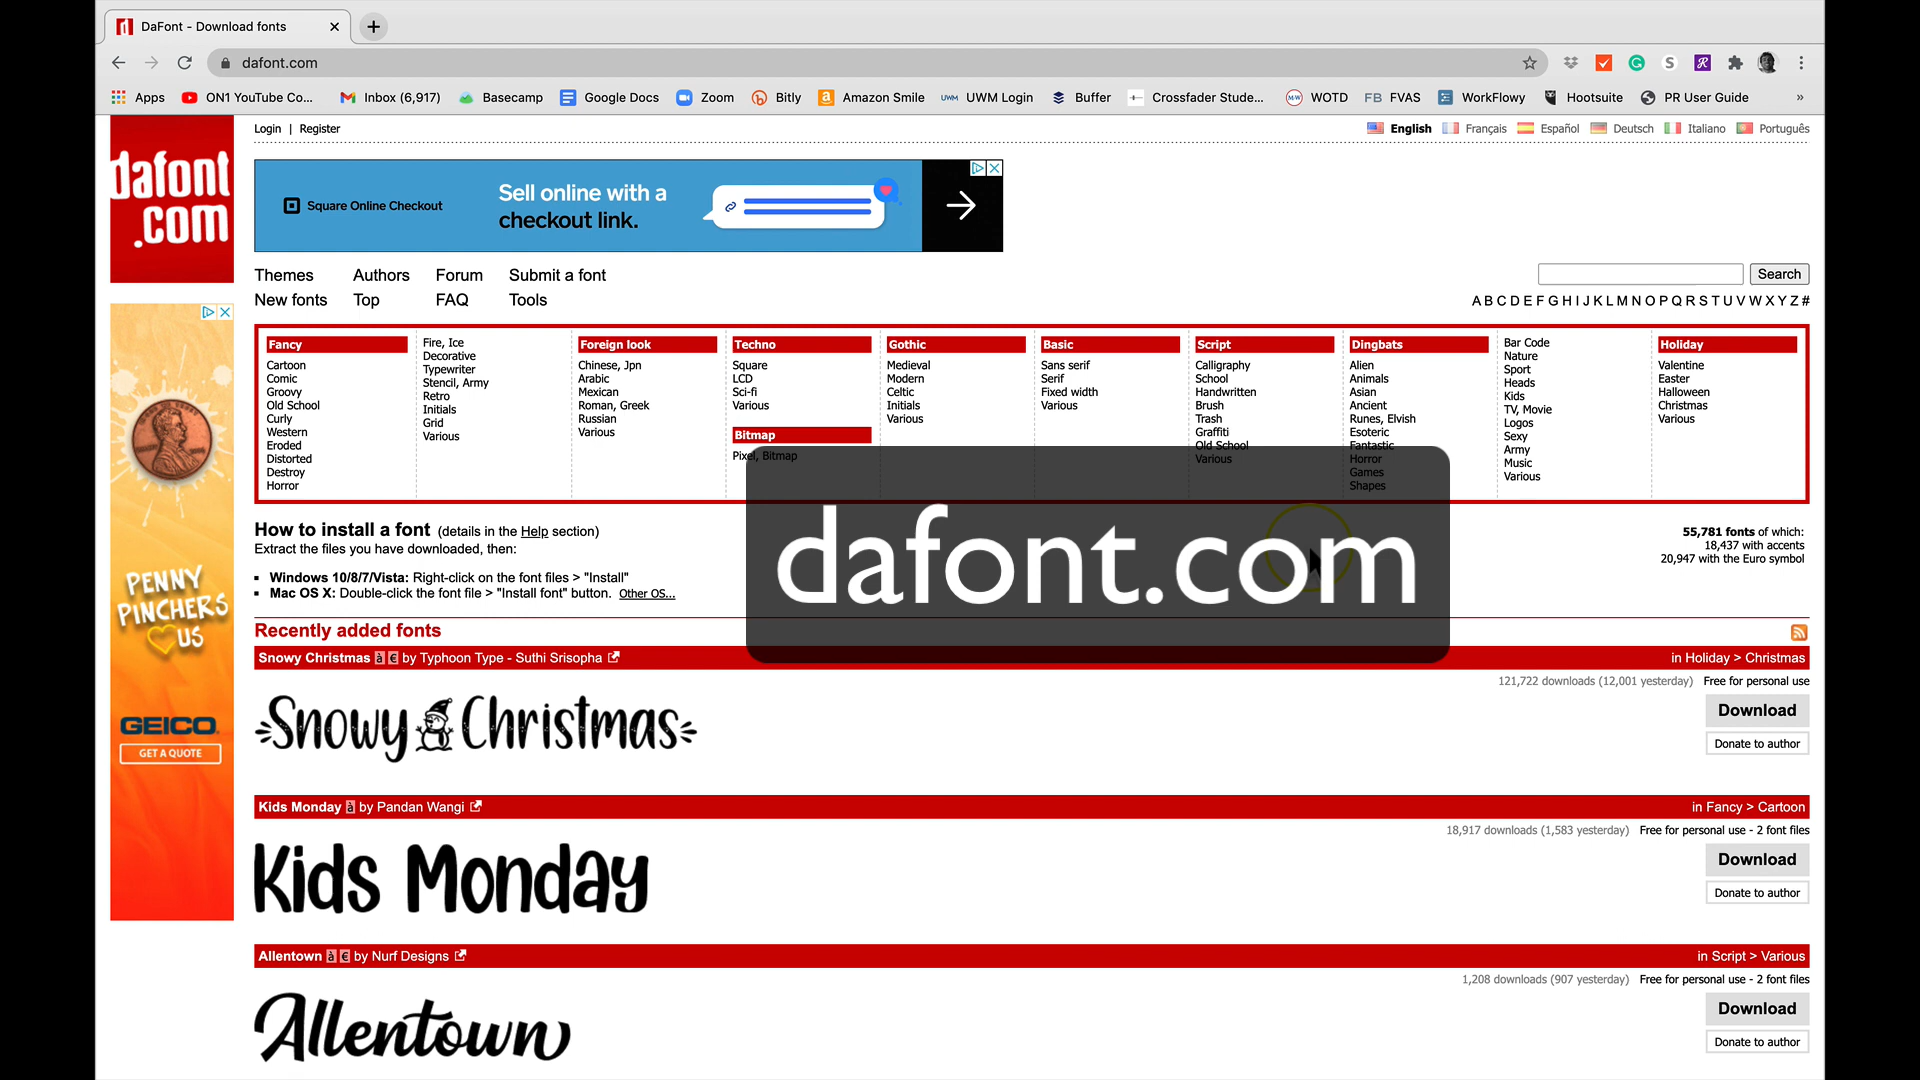 DaFont - Download fonts
dafont.com
Apps ON1 YouTube Co... Inbox (6,917) Basecamp Google Docs Zoom Bitly Amazon Smile UWM Login Buffer Crossfader Stude... WOTD FB FVAS WorkFlowy Hootsuite PR User Guide »
dafont
.com
Login | Register
English Français Español Deutsch Italiano Português
Square Online Checkout
Sell online with a
checkout link.
Themes Authors Forum Submit a font
New fonts Top FAQ Tools
Search
A B C D E F G H I J K L M N O P Q R S T U V W X Y Z #
Fancy
Cartoon
Comic
Groovy
Old School
Curly
Western
Eroded
Distorted
Destroy
Horror
Fire, Ice
Decorative
Typewriter
Stencil, Army
Retro
Initials
Grid
Various
Foreign look
Chinese, Jpn
Arabic
Mexican
Roman, Greek
Russian
Various
Techno
Square
LCD
Sci-fi
Various
Bitmap
Pixel, Bitmap
Gothic
Medieval
Modern
Celtic
Initials
Various
Basic
Sans serif
Serif
Fixed width
Various
Script
Calligraphy
School
Handwritten
Brush
Trash
Graffiti
Old School
Various
Dingbats
Alien
Animals
Asian
Ancient
Runes, Elvish
Esoteric
Fantastic
Horror
Games
Shapes
Bar Code
Nature
Sport
Heads
Kids
TV, Movie
Logos
Sexy
Army
Music
Various
Holiday
Valentine
Easter
Halloween
Christmas
Various
dafont.com
How to install a font (details in the Help section)
Extract the files you have downloaded, then:
Windows 10/8/7/Vista: Right-click on the font files > "Install"
Mac OS X: Double-click the font file > "Install font" button. Other OS...
55,781 fonts of which:
18,437 with accents
20,947 with the Euro symbol
PENNY
PINCHERS
US
GEICO.
GET A QUOTE
Recently added fonts
Snowy Christmas à € by Typhoon Type - Suthi Srisopha
in Holiday > Christmas
121,722 downloads (12,001 yesterday) Free for personal use
Snowy Christmas
Download
Donate to author
Kids Monday à by Pandan Wangi
in Fancy > Cartoon
18,917 downloads (1,583 yesterday) Free for personal use - 2 font files
Kids Monday
Download
Donate to author
Allentown à € by Nurf Designs
in Script > Various
1,208 downloads (907 yesterday) Free for personal use - 2 font files
Allentown
Download
Donate to author